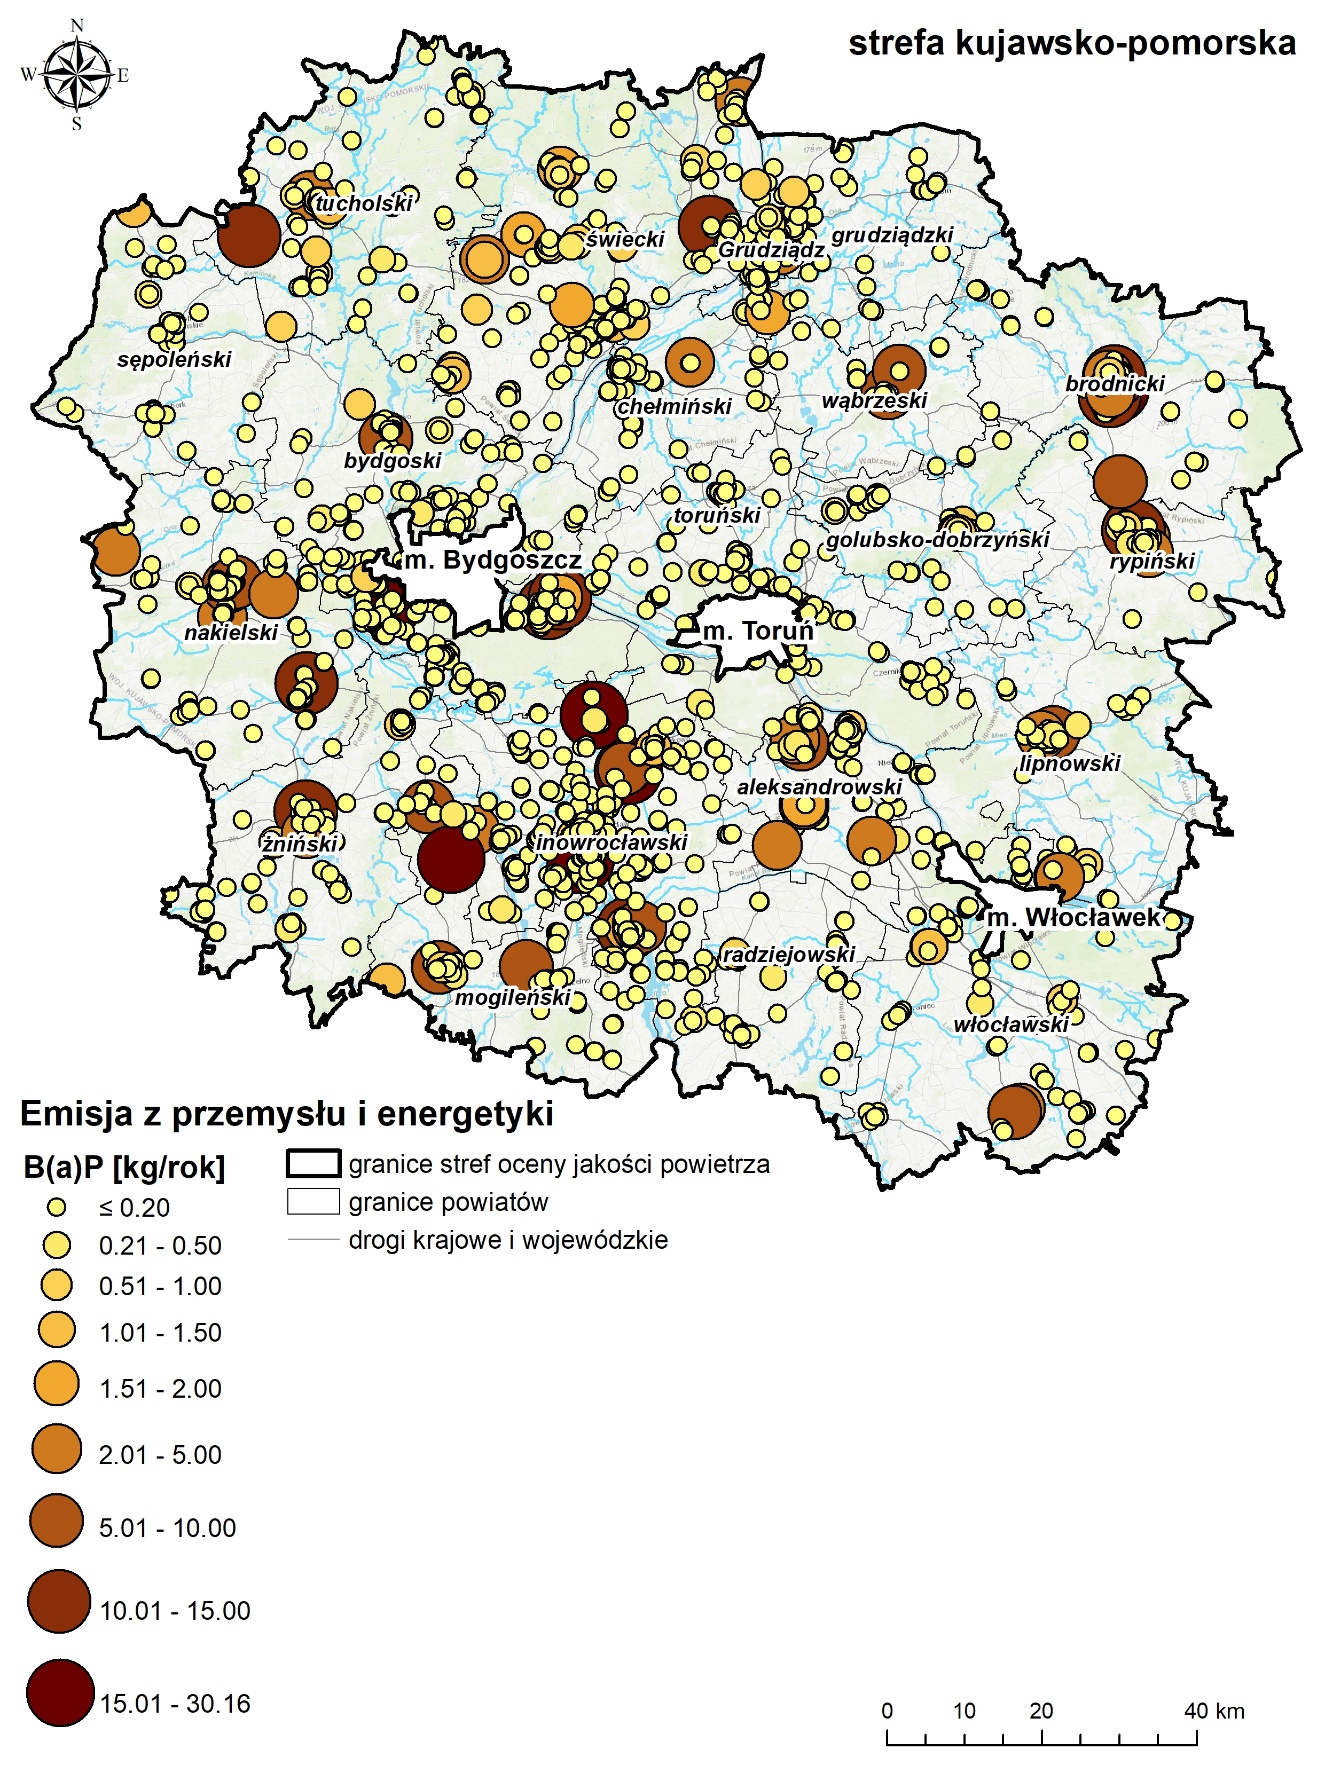 N
W E
S
strefa kujawsko-pomorska
tucholski
świecki
grudziądzki
Grudziądz
sępoleński
brodnicki
chełmiński
wąbrzeski
bydgoski
toruński
golubsko-dobrzyński
m. Bydgoszcz
rypiński
nakielski
m. Toruń
lipnowski
aleksandrowski
żniński
inowrocławski
m. Włocławek
radziejowski
mogileński
włocławski
Emisja z przemysłu i energetyki
B(a)P [kg/rok]
≤ 0.20
0.21 - 0.50
0.51 - 1.00
1.01 - 1.50
1.51 - 2.00
2.01 - 5.00
5.01 - 10.00
10.01 - 15.00
15.01 - 30.16
granice stref oceny jakości powietrza
granice powiatów
drogi krajowe i wojewódzkie
0 10 20 40 km